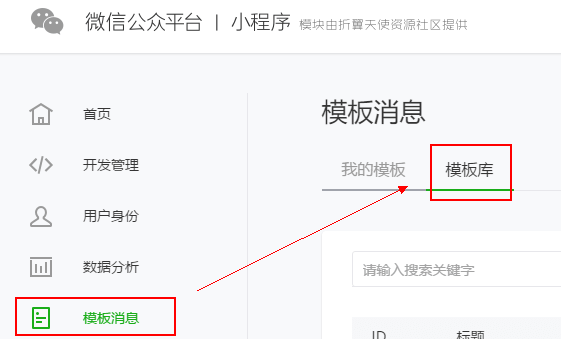 微信公众平台 | 小程序 模块由折翼天使资源社区提供
首页
开发管理
用户身份
数据分析
模板消息
模板消息
我的模板 模板库
请输入搜索关键字
ID 标题